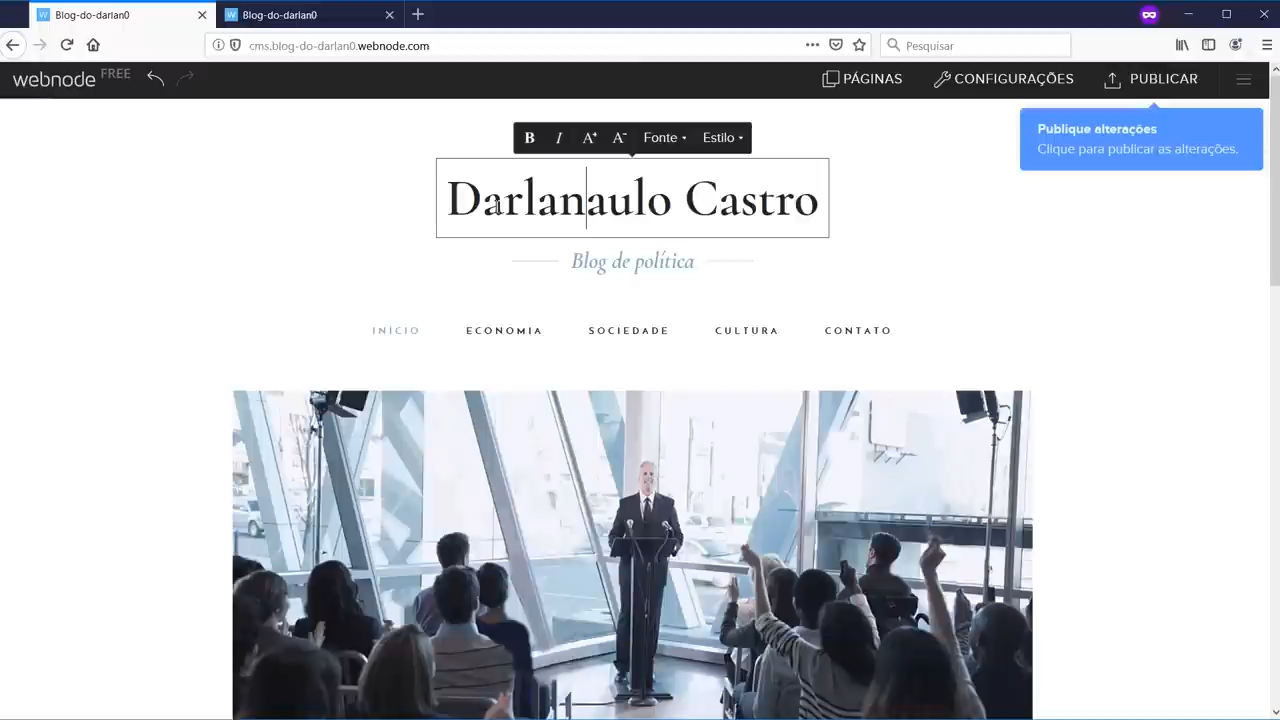 Blog-do-darlan0
Blog-do-darlan0
cms.blog-do-darlan0.webnode.com
Pesquisar
webnode FREE
PÁGINAS
CONFIGURAÇÕES
PUBLICAR
Publique alterações
Clique para publicar as alterações.
B I A+ A- Fonte Estilo
Darlanaulo Castro
Blog de política
INÍCIO ECONOMIA SOCIEDADE CULTURA CONTATO